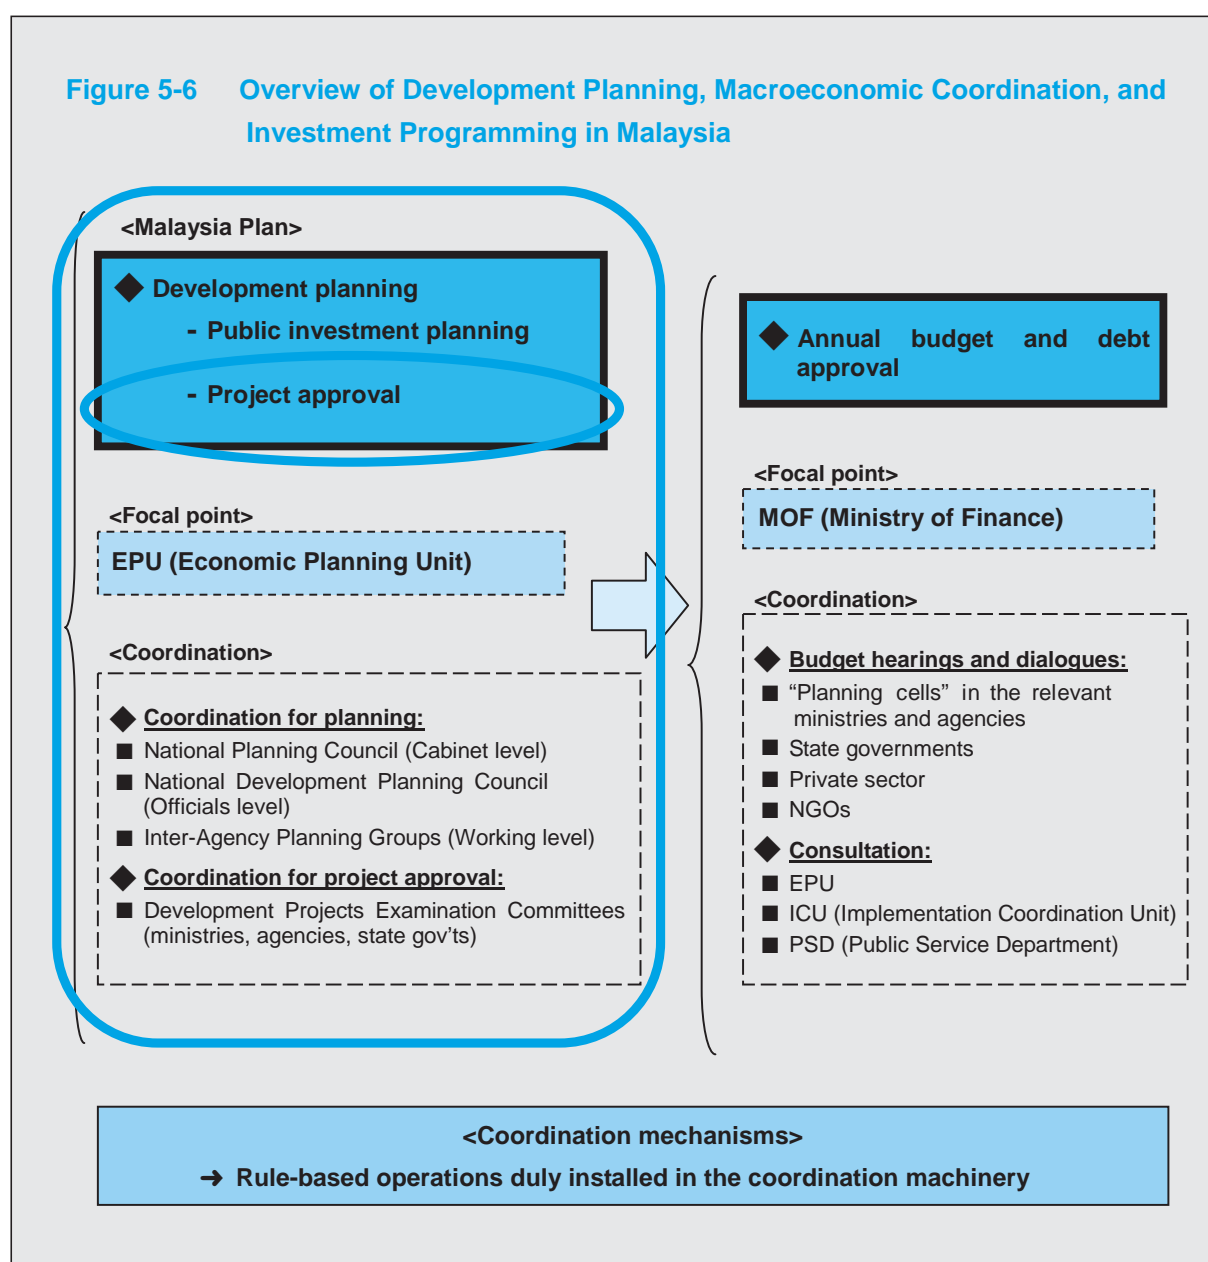 Figure 5-6 Overview of Development Planning, Macroeconomic Coordination, and
Investment Programming in Malaysia
<Malaysia Plan>
◆ Development planning
- Public investment planning
- Project approval
<Focal point>
EPU (Economic Planning Unit)
<Coordination>
◆ Coordination for planning:
■ National Planning Council (Cabinet level)
■ National Development Planning Council
(Officials level)
■ Inter-Agency Planning Groups (Working level)
◆ Coordination for project approval:
■ Development Projects Examination Committees
(ministries, agencies, state gov'ts)
◆ Annual budget and debt
approval
<Focal point>
MOF (Ministry of Finance)
<Coordination>
◆ Budget hearings and dialogues:
■ “Planning cells” in the relevant
ministries and agencies
■ State governments
■ Private sector
■ NGOs
◆ Consultation:
■ EPU
■ ICU (Implementation Coordination Unit)
■ PSD (Public Service Department)
<Coordination mechanisms>
➜ Rule-based operations duly installed in the coordination machinery